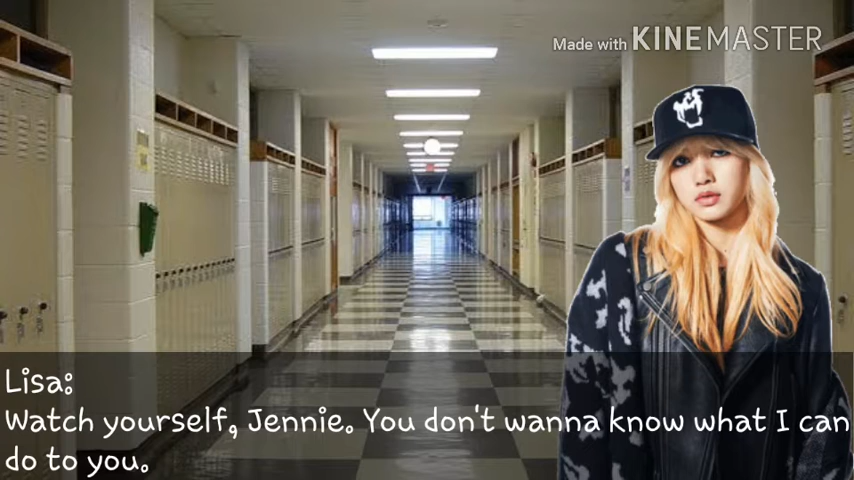 Made with KINEMASTER
Lisa:
Watch yourself, Jennie. You don't wanna know what I can
do to you.